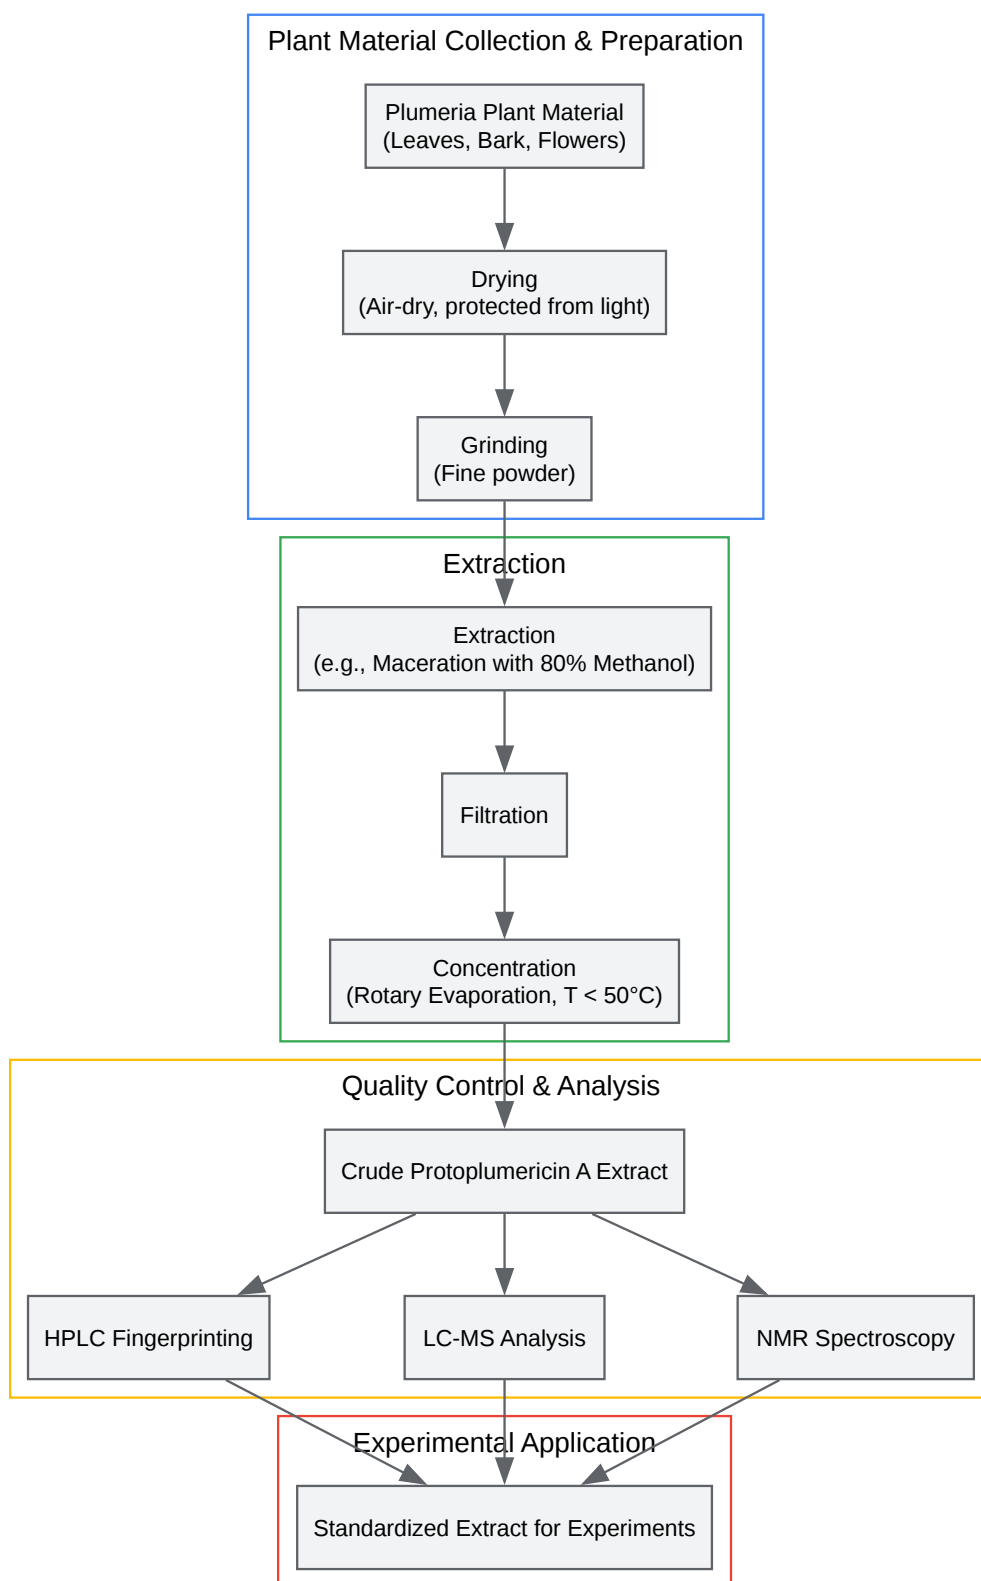 Plant Material Collection & Preparation
Plumeria Plant Material
(Leaves, Bark, Flowers)
Drying
(Air-dry, protected from light)
Grinding
(Fine powder)
Extraction
Extraction
(e.g., Maceration with 80% Methanol)
Filtration
Concentration
(Rotary Evaporation, T < 50°C)
Quality Control & Analysis
Crude Protoplumericin A Extract
HPLC Fingerprinting
LC-MS Analysis
NMR Spectroscopy
Experimental Application
Standardized Extract for Experiments